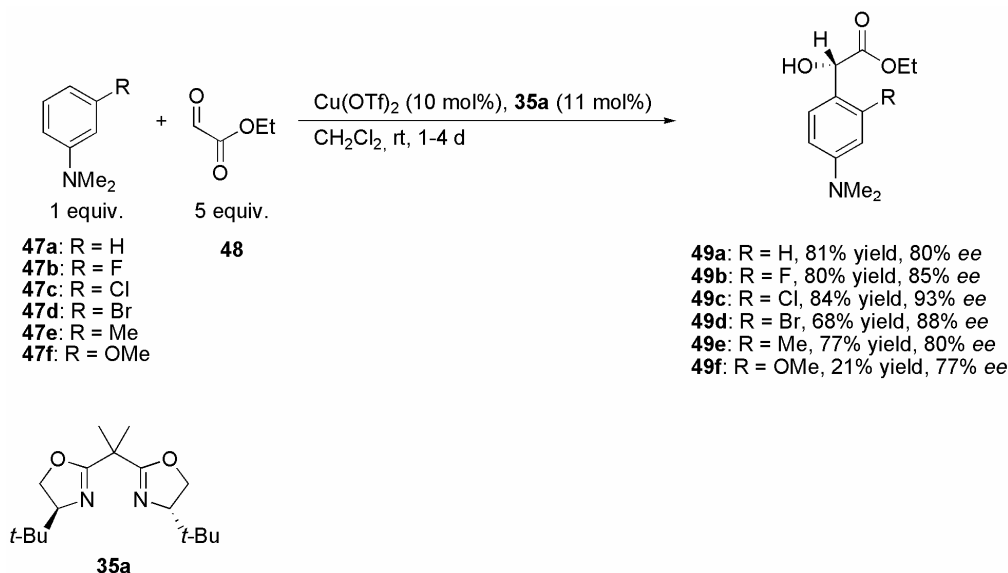 O
H
HO
OEt
R
R
O
+
OEt
O
Cu(OTf)2 (10 mol%), 35a (11 mol%)
CH2Cl2, rt, 1-4 d
NMe2
NMe2
1 equiv.
5 equiv.
48
47a: R = H
47b: R = F
47c: R = Cl
47d: R = Br
47e: R = Me
47f: R = OMe
49a: R = H, 81% yield, 80% ee
49b: R = F, 80% yield, 85% ee
49c: R = Cl, 84% yield, 93% ee
49d: R = Br, 68% yield, 88% ee
49e: R = Me, 77% yield, 80% ee
49f: R = OMe, 21% yield, 77% ee
O
O
N
N
t-Bu
t-Bu
35a